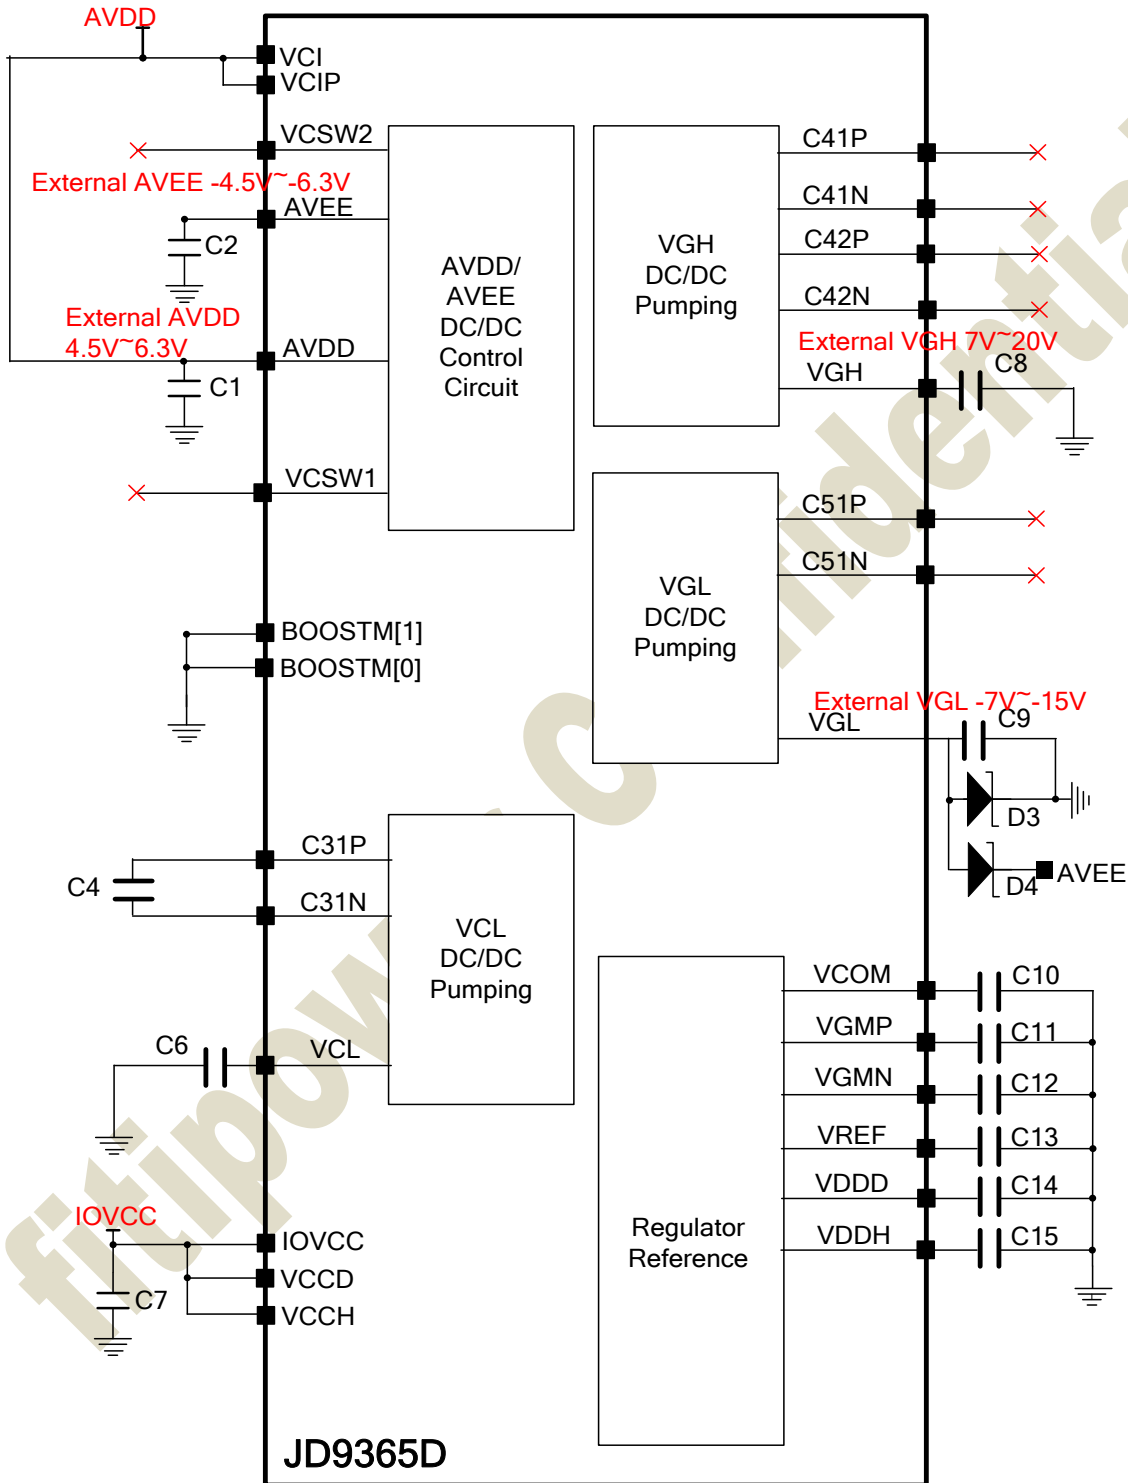 AVDD
VCI
VCIP
VCSW2
External AVEE -4.5V~-6.3V
AVEE
C2
External AVDD
4.5V~6.3V
AVDD
C1
VCSW1
AVDD/
AVEE
DC/DC
Control
Circuit
BOOSTM[1]
BOOSTM[0]
C31P
C4
C31N
VCL
DC/DC
Pumping
C6
VCL
IOVCC
IOVCC
VCCD
C7
VCCH
VGH
DC/DC
Pumping
C41P
C41N
C42P
C42N
External VGH 7V~20V
VGH
C8
VGL
DC/DC
Pumping
C51P
C51N
External VGL -7V~-15V
VGL
C9
D3
D4
AVEE
Regulator
Reference
VCOM
C10
VGMP
C11
VGMN
C12
VREF
C13
VDDD
C14
VDDH
C15
JD9365D